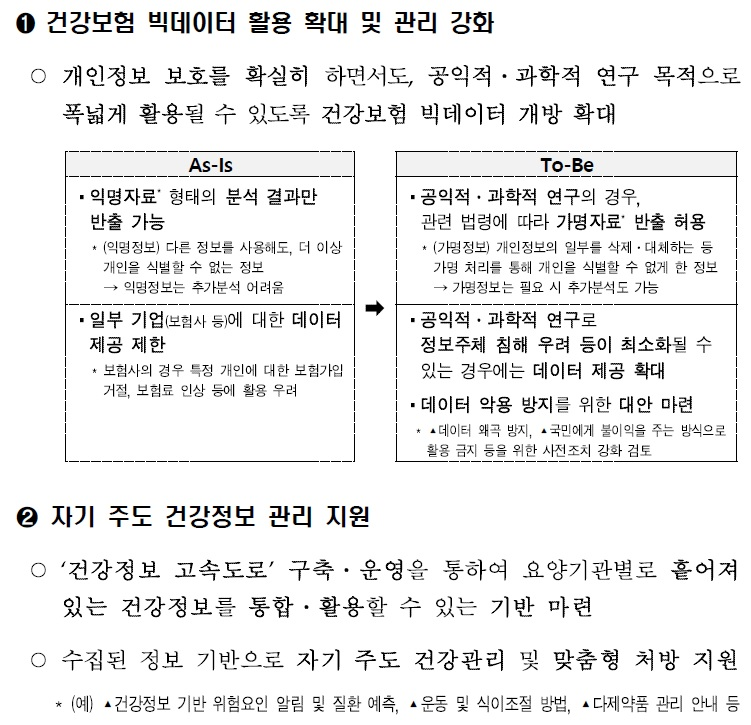 ❶ 건강보험 빅데이터 활용 확대 및 관리 강화
○ 개인정보 보호를 확실히 하면서도, 공익적·과학적 연구 목적으로
폭넓게 활용될 수 있도록 건강보험 빅데이터 개방 확대
As-Is
▪ 익명자료* 형태의 분석 결과만
반출 가능
* (익명정보) 다른 정보를 사용해도, 더 이상
개인을 식별할 수 없는 정보
→ 익명정보는 추가분석 어려움
▪ 일부 기업(보험사 등)에 대한 데이터
제공 제한
* 보험사의 경우 특정 개인에 대한 보험가입
거절, 보험료 인상 등에 활용 우려
➡
To-Be
▪ 공익적·과학적 연구의 경우,
관련 법령에 따라 가명자료* 반출 허용
* (가명정보) 개인정보의 일부를 삭제·대체하는 등
가명 처리를 통해 개인을 식별할 수 없게 한 정보
→ 가명정보는 필요 시 추가분석도 가능
▪ 공익적·과학적 연구로
정보주체 침해 우려 등이 최소화될 수
있는 경우에는 데이터 제공 확대
▪ 데이터 악용 방지를 위한 대안 마련
* ▲데이터 왜곡 방지, ▲국민에게 불이익을 주는 방식으로
활용 금지 등을 위한 사전조치 강화 검토
❷ 자기 주도 건강정보 관리 지원
○ ‘건강정보 고속도로’ 구축·운영을 통하여 요양기관별로 흩어져
있는 건강정보를 통합·활용할 수 있는 기반 마련
○ 수집된 정보 기반으로 자기 주도 건강관리 및 맞춤형 처방 지원
* (예) ▲건강정보 기반 위험요인 알림 및 질환 예측, ▲운동 및 식이조절 방법, ▲다제약품 관리 안내 등